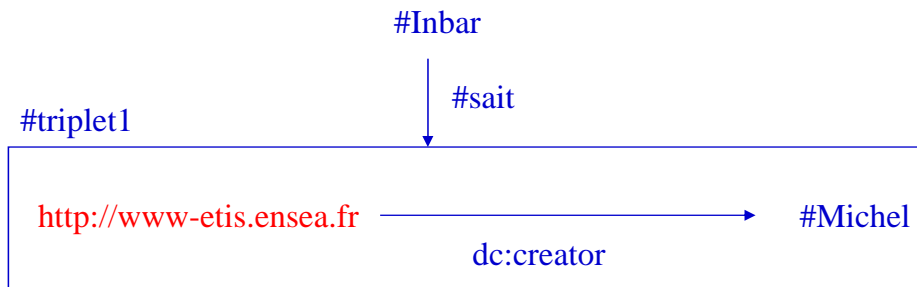 #Inbar
#sait
#triplet1
http://www-etis.ensea.fr
#Michel
dc:creator